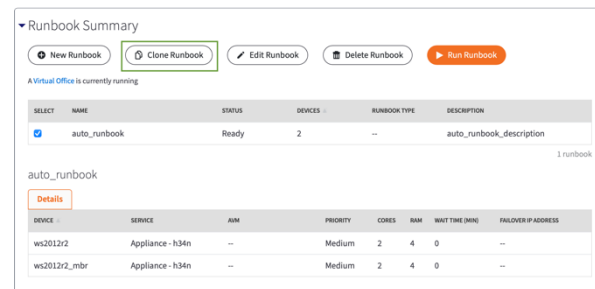 Runbook Summary
New Runbook Clone Runbook Edit Runbook Delete Runbook Run Runbook
A Virtual Office is currently running
SELECT NAME STATUS DEVICES RUNBOOK TYPE DESCRIPTION
auto_runbook Ready 2 -- auto_runbook_description
1 runbook
auto_runbook
Details
DEVICE SERVICE AVM PRIORITY CORES RAM WAIT TIME (MIN) FAILOVER IP ADDRESS
ws2012r2 Appliance - h34n -- Medium 2 4 0 --
ws2012r2_mbr Appliance - h34n -- Medium 2 4 0 --